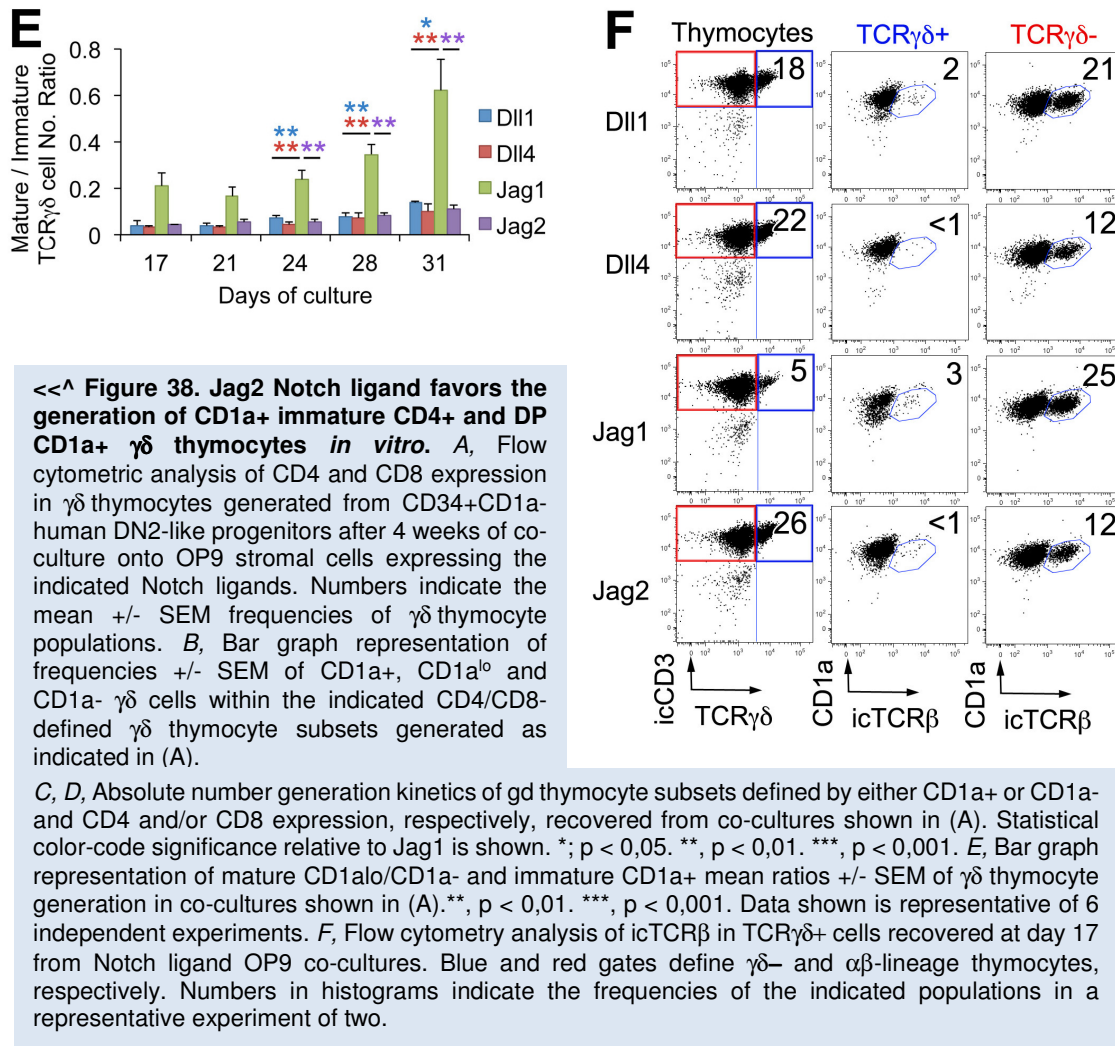 E
Mature / Immature
TCRγδ cell No. Ratio
0.8
0.6
0.4
0.2
0
**
**
**
**
**
**
*
**
**
Dll1
Dll4
Jag1
Jag2
17 21 24 28 31
Days of culture
F
Thymocytes TCRγδ+ TCRγδ-
Dll1 18 2 21
Dll4 22 <1 12
Jag1 5 3 25
Jag2 26 <1 12
icCD3 CD1a CD1a
TCRγδ icTCRβ icTCRβ
<<^ Figure 38. Jag2 Notch ligand favors the
generation of CD1a+ immature CD4+ and DP
CD1a+ γδ thymocytes in vitro. A, Flow
cytometric analysis of CD4 and CD8 expression
in γδ thymocytes generated from CD34+CD1a-
human DN2-like progenitors after 4 weeks of co-
culture onto OP9 stromal cells expressing the
indicated Notch ligands. Numbers indicate the
mean +/- SEM frequencies of γδ thymocyte
populations. B, Bar graph representation of
frequencies +/- SEM of CD1a+, CD1alo and
CD1a- γδ cells within the indicated CD4/CD8-
defined γδ thymocyte subsets generated as
indicated in (A).
C, D, Absolute number generation kinetics of gd thymocyte subsets defined by either CD1a+ or CD1a-
and CD4 and/or CD8 expression, respectively, recovered from co-cultures shown in (A). Statistical
color-code significance relative to Jag1 is shown. *; p < 0,05. **, p < 0,01. ***, p < 0,001. E, Bar graph
representation of mature CD1alo/CD1a- and immature CD1a+ mean ratios +/- SEM of γδ thymocyte
generation in co-cultures shown in (A).**, p < 0,01. ***, p < 0,001. Data shown is representative of 6
independent experiments. F, Flow cytometry analysis of icTCRβ in TCRγδ+ cells recovered at day 17
from Notch ligand OP9 co-cultures. Blue and red gates define γδ– and αβ-lineage thymocytes,
respectively. Numbers in histograms indicate the frequencies of the indicated populations in a
representative experiment of two.